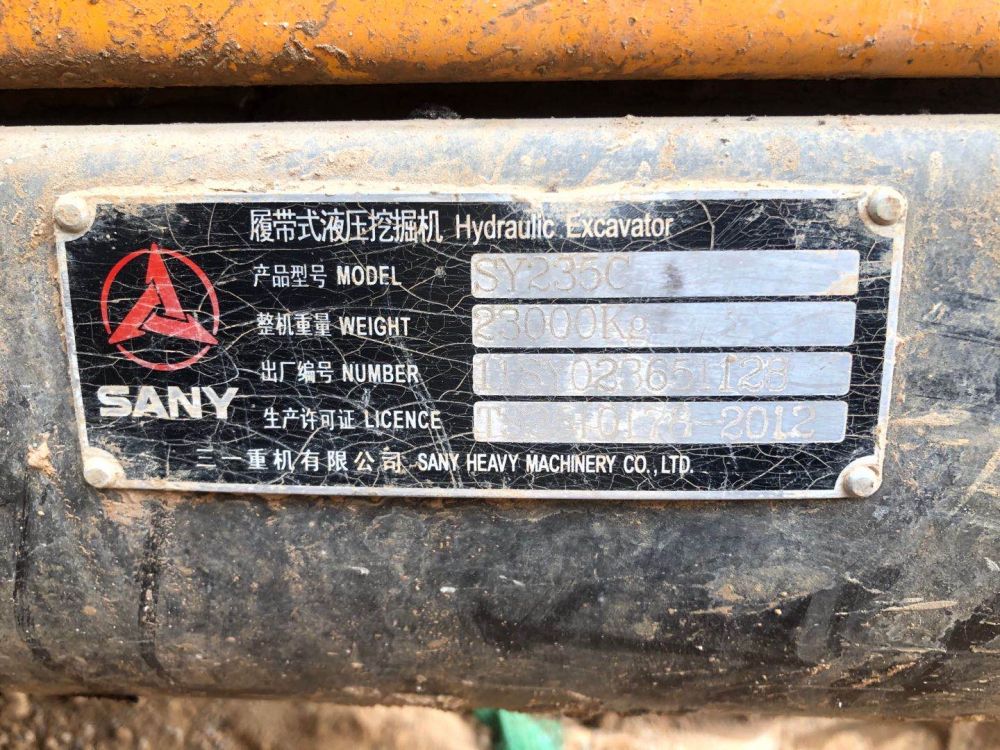 履带式液压挖掘机 Hydraulic Excavator
产品型号 MODEL SY235C
整机重量 WEIGHT 23000Kg
出厂编号 NUMBER
生产许可证 LICENCE
SANY
三一重机有限公司 SANY HEAVY MACHINERY CO.,LTD.